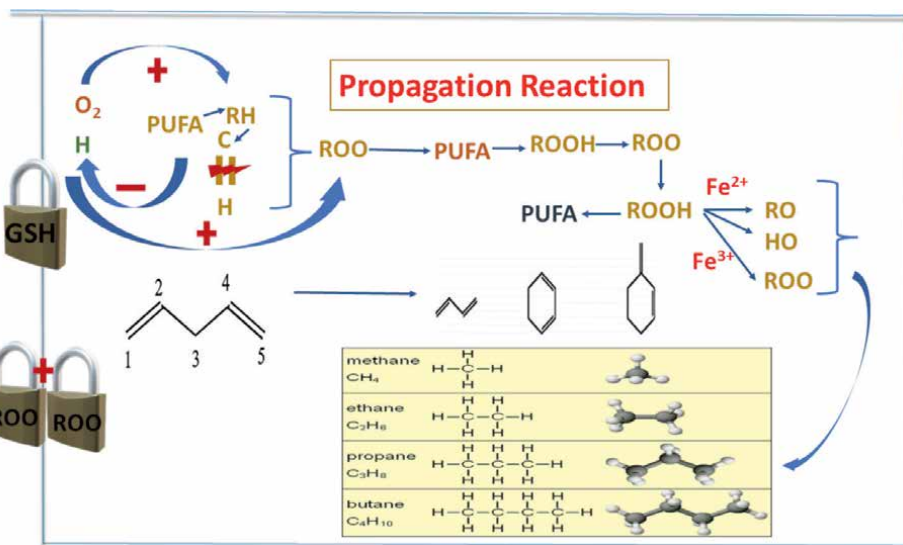 Propagation Reaction
O₂
H
PUFA
RH
C
H
ROO
PUFA
ROOH
ROO
PUFA
ROOH
Fe²⁺
Fe³⁺
RO
HO
ROO
GSH
+
−
+
1
2
3
4
5
+
ROO
ROO
methane
CH₄
H
H—C—H
H
ethane
C₂H₆
H H
H—C—C—H
H H
propane
C₃H₈
H H H
H—C—C—C—H
H H H
butane
C₄H₁₀
H H H H
H—C—C—C—C—H
H H H H